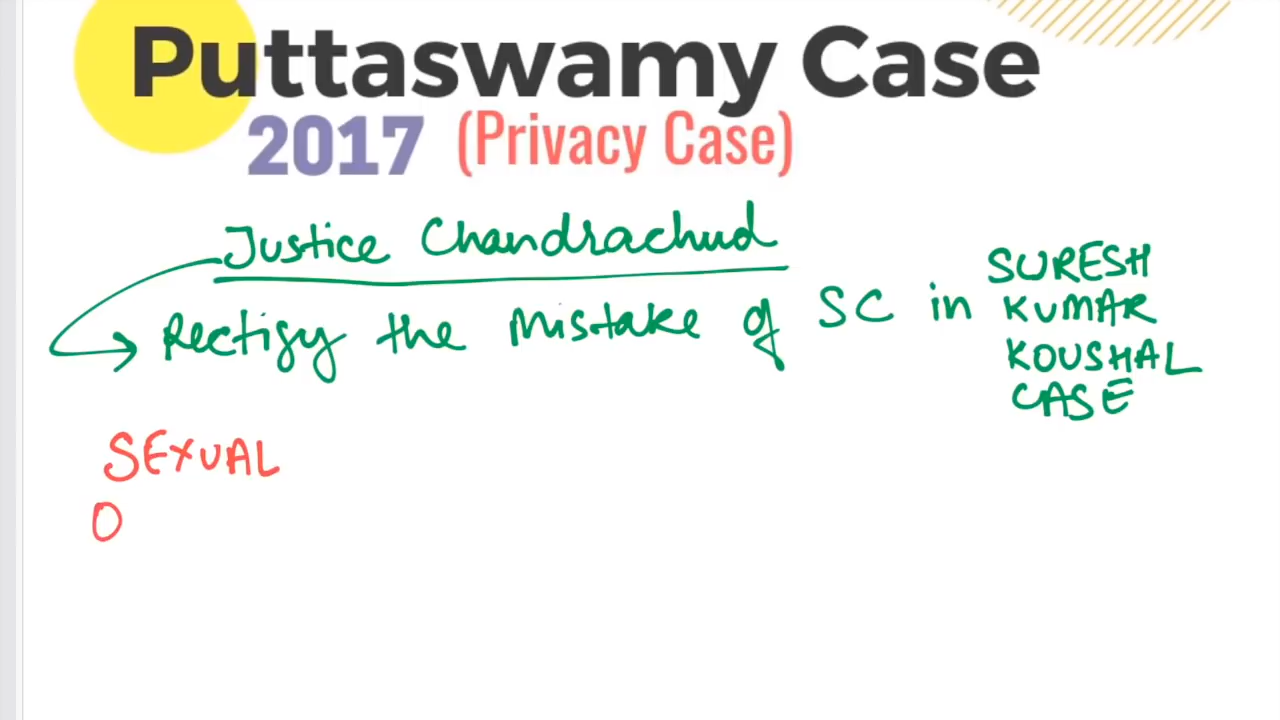 Puttaswamy Case
2017 (Privacy Case)
Justice Chandrachud
Rectify the Mistake of SC in SURESH
KUMAR
KOUSHAL
CASE
SEXUAL
O